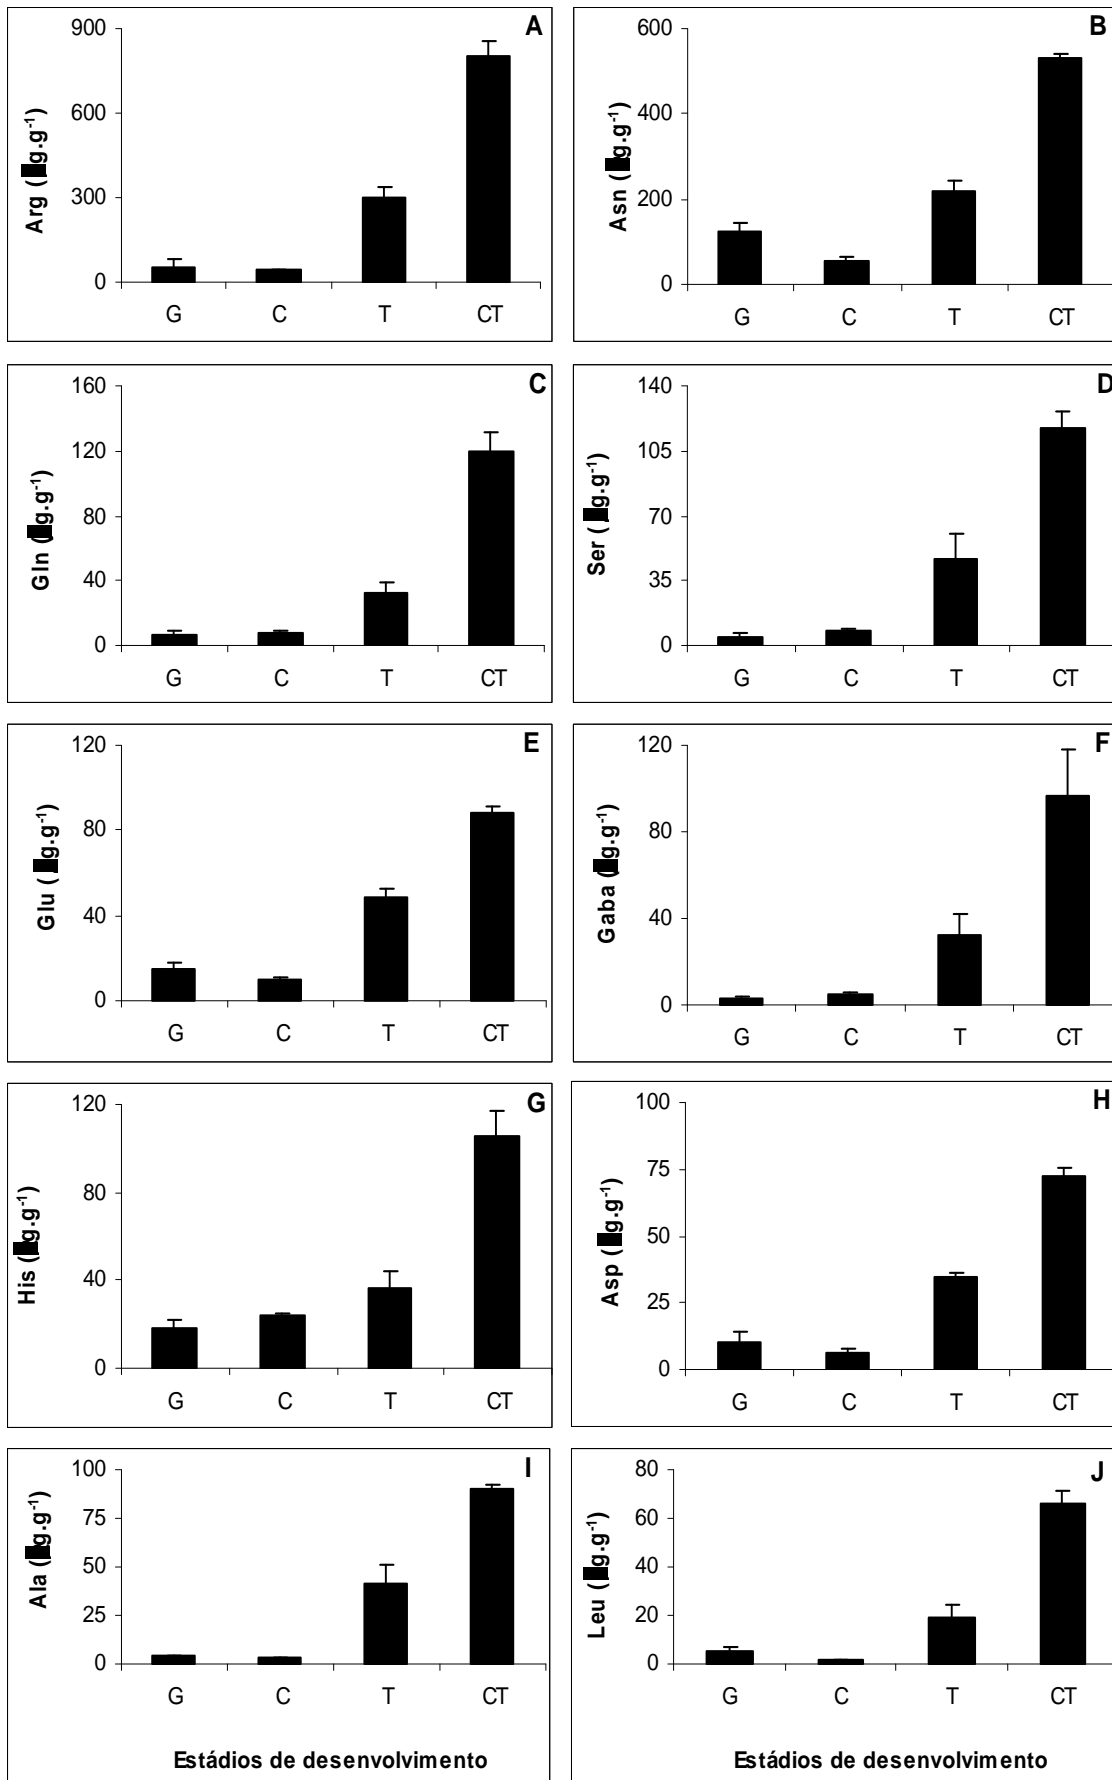 A
Arg (g.g⁻¹)
900
600
300
0
G C T CT
B
Asn (g.g⁻¹)
600
400
200
0
G C T CT
C
Gln (g.g⁻¹)
160
120
80
40
0
G C T CT
D
Ser (g.g⁻¹)
140
105
70
35
0
G C T CT
E
Glu (g.g⁻¹)
120
80
40
0
G C T CT
F
Gaba (g.g⁻¹)
120
80
40
0
G C T CT
G
His (g.g⁻¹)
120
80
40
0
G C T CT
H
Asp (g.g⁻¹)
100
75
50
25
0
G C T CT
I
Ala (g.g⁻¹)
100
75
50
25
0
G C T CT
Estádios de desenvolvimento
J
Leu (g.g⁻¹)
80
60
40
20
0
G C T CT
Estádios de desenvolvimento